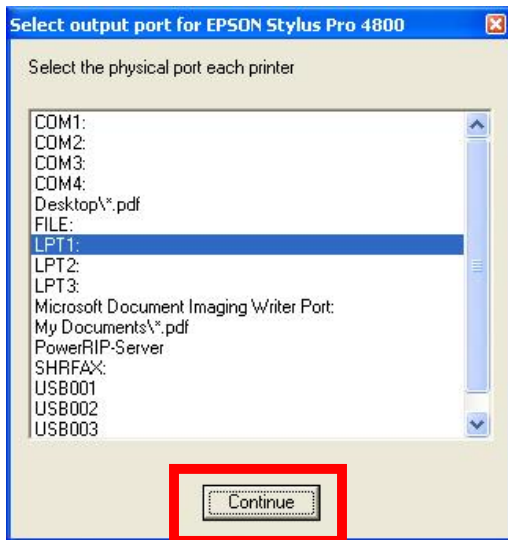 Select output port for EPSON Stylus Pro 4800
Select the physical port each printer
COM1:
COM2:
COM3:
COM4:
Desktop\*.pdf
FILE:
LPT1:
LPT2:
LPT3:
Microsoft Document Imaging Writer Port:
My Documents\*.pdf
PowerRIP-Server
SHRFAX:
USB001
USB002
USB003
Continue